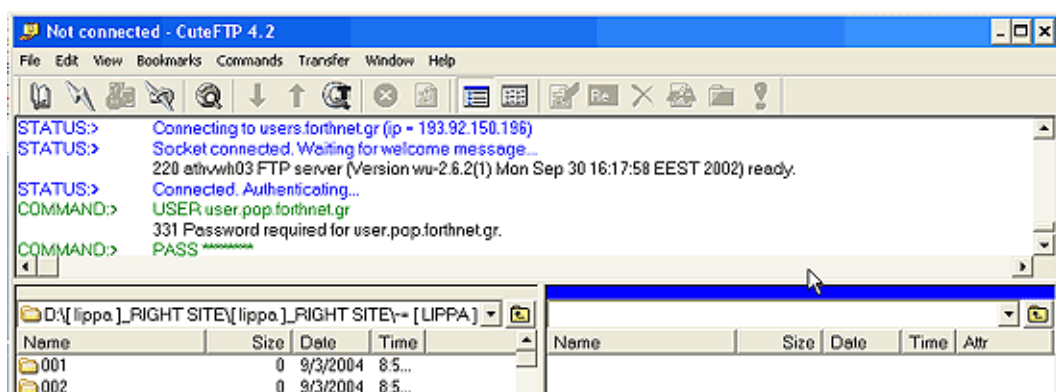 Not connected - CuteFTP 4.2
File Edit View Bookmarks Commands Transfer Window Help
Re
STATUS:> Connecting to users.forthnet.gr (ip = 193.92.150.196)
STATUS:> Socket connected. Waiting for welcome message...
220 athvwh03 FTP server (Version wu-2.6.2(1) Mon Sep 30 16:17:58 EEST 2002) ready.
STATUS:> Connected. Authenticating...
COMMAND:> USER user.pop.forthnet.gr
331 Password required for user.pop.forthnet.gr.
COMMAND:> PASS *********
D:\[lippa]_RIGHT SITE\[lippa]_RIGHT SITE\-= [LIPPA]
Name Size Date Time Name Size Date Time Attr
001 0 9/3/2004 8:5...
002 0 9/3/2004 8:5...